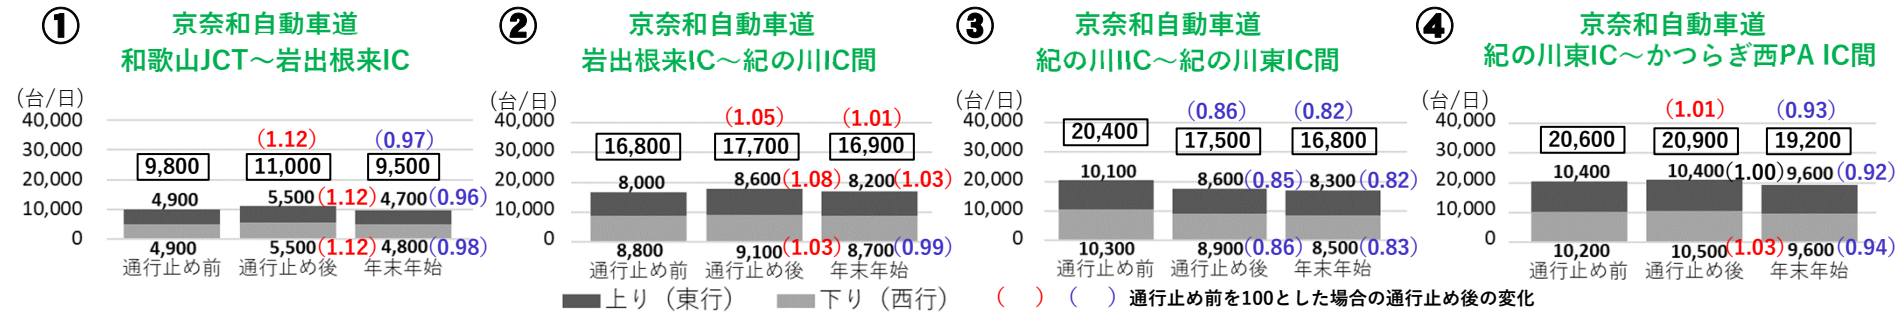 ①
京奈和自動車道
和歌山JCT～岩出根来IC
(台/日)
40,000
30,000
20,000
10,000
0
(1.12)
(0.97)
9,800
11,000
9,500
4,900
5,500(1.12)
4,700(0.96)
4,900
5,500(1.12)
4,800(0.98)
通行止め前
通行止め後
年末年始
②
京奈和自動車道
岩出根来IC～紀の川IC間
(台/日)
40,000
30,000
20,000
10,000
0
(1.05)
(1.01)
16,800
17,700
16,900
8,000
8,600(1.08)
8,200(1.03)
8,800
9,100(1.03)
8,700(0.99)
通行止め前
通行止め後
年末年始
③
京奈和自動車道
紀の川IIC～紀の川東IC間
(台/日)
40,000
30,000
20,000
10,000
0
(0.86)
(0.82)
20,400
17,500
16,800
10,100
8,600(0.85)
8,300(0.82)
10,300
8,900(0.86)
8,500(0.83)
通行止め前
通行止め後
年末年始
④
京奈和自動車道
紀の川東IC～かつらぎ西PA IC間
(台/日)
40,000
30,000
20,000
10,000
0
(1.01)
(0.93)
20,600
20,900
19,200
10,400
10,400(1.00)
9,600(0.92)
10,200
10,500(1.03)
9,600(0.94)
通行止め前
通行止め後
年末年始
上り（東行）
下り（西行）
（　）（　）通行止め前を100とした場合の通行止め後の変化